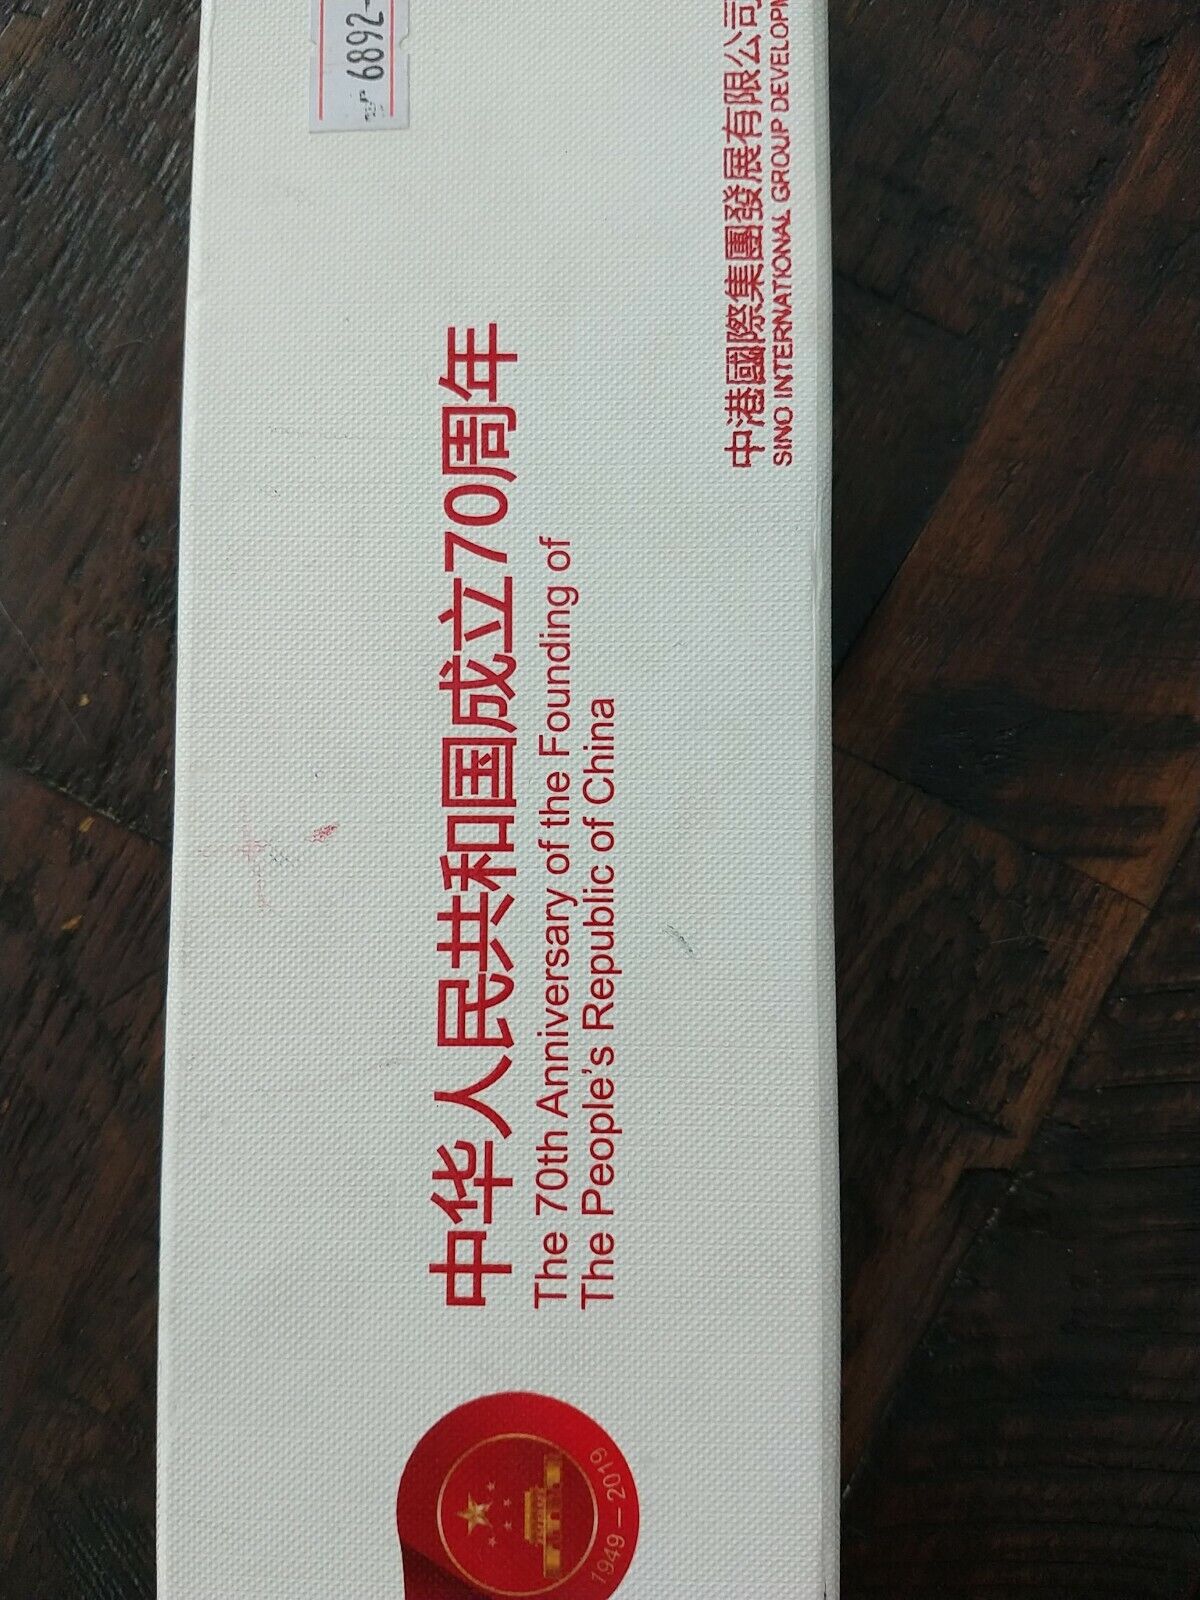 6892-
中华人民共和国成立70周年
The 70th Anniversary of the Founding of
The People's Republic of China
中港國際集團發展有限公司
SINO INTERNATIONAL GROUP
1949 – 2019